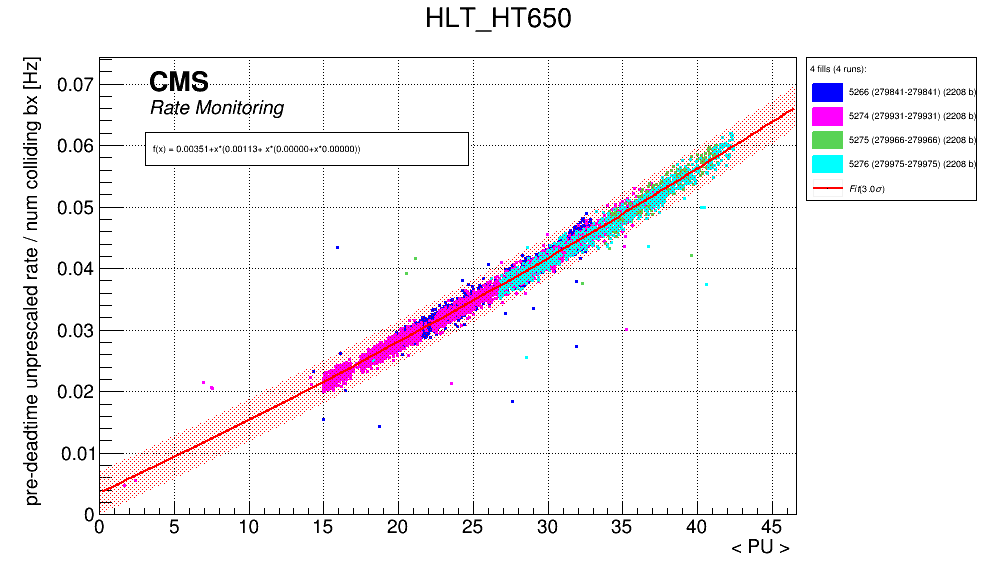 HLT_HT650
pre-deadtime unprescaled rate / num colliding bx [Hz]
CMS
Rate Monitoring
f(x) = 0.00351+x*(0.00113+ x*(0.00000+x*0.00000))
0.07
0.06
0.05
0.04
0.03
0.02
0.01
0
0 5 10 15 20 25 30 35 40 45
< PU >
4 fills (4 runs):
5266 (279841-279841) (2208 b)
5274 (279931-279931) (2208 b)
5275 (279966-279966) (2208 b)
5276 (279975-279975) (2208 b)
Fit(3.0σ)